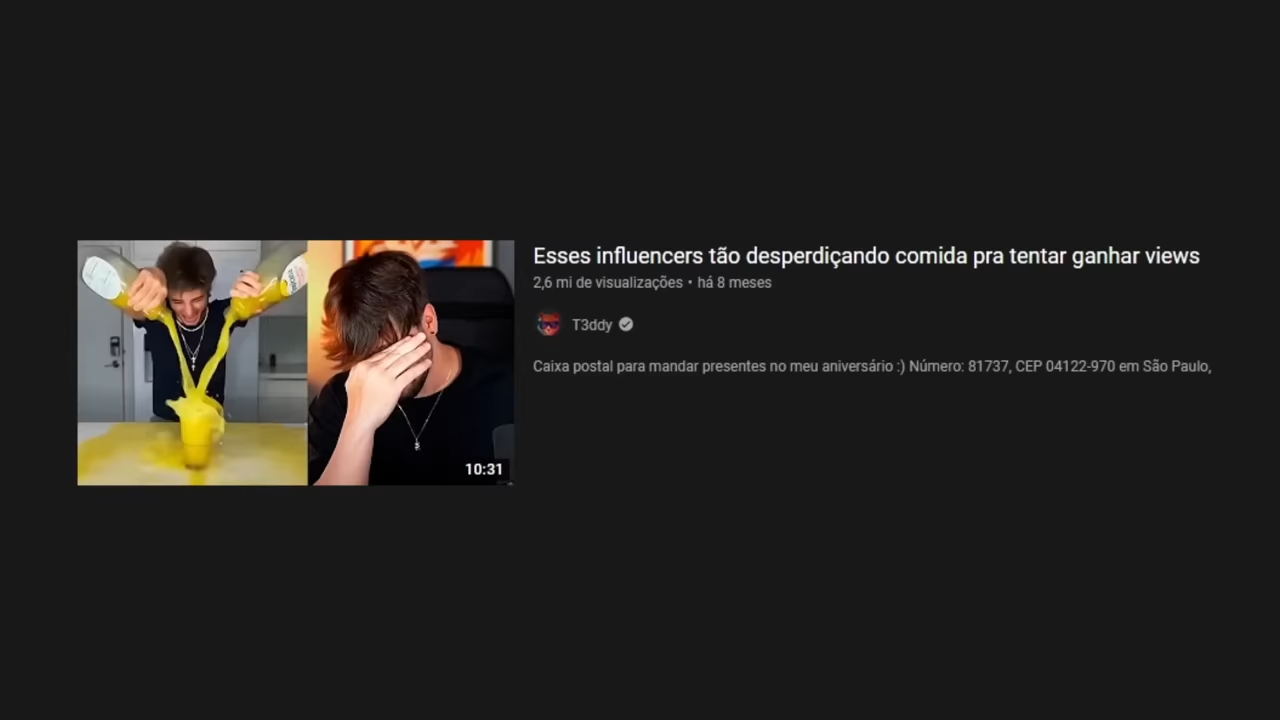 Esses influencers tão desperdiçando comida pra tentar ganhar views
2,6 mi de visualizações • há 8 meses
T3ddy
Caixa postal para mandar presentes no meu aniversário :) Número: 81737, CEP 04122-970 em São Paulo,
10:31